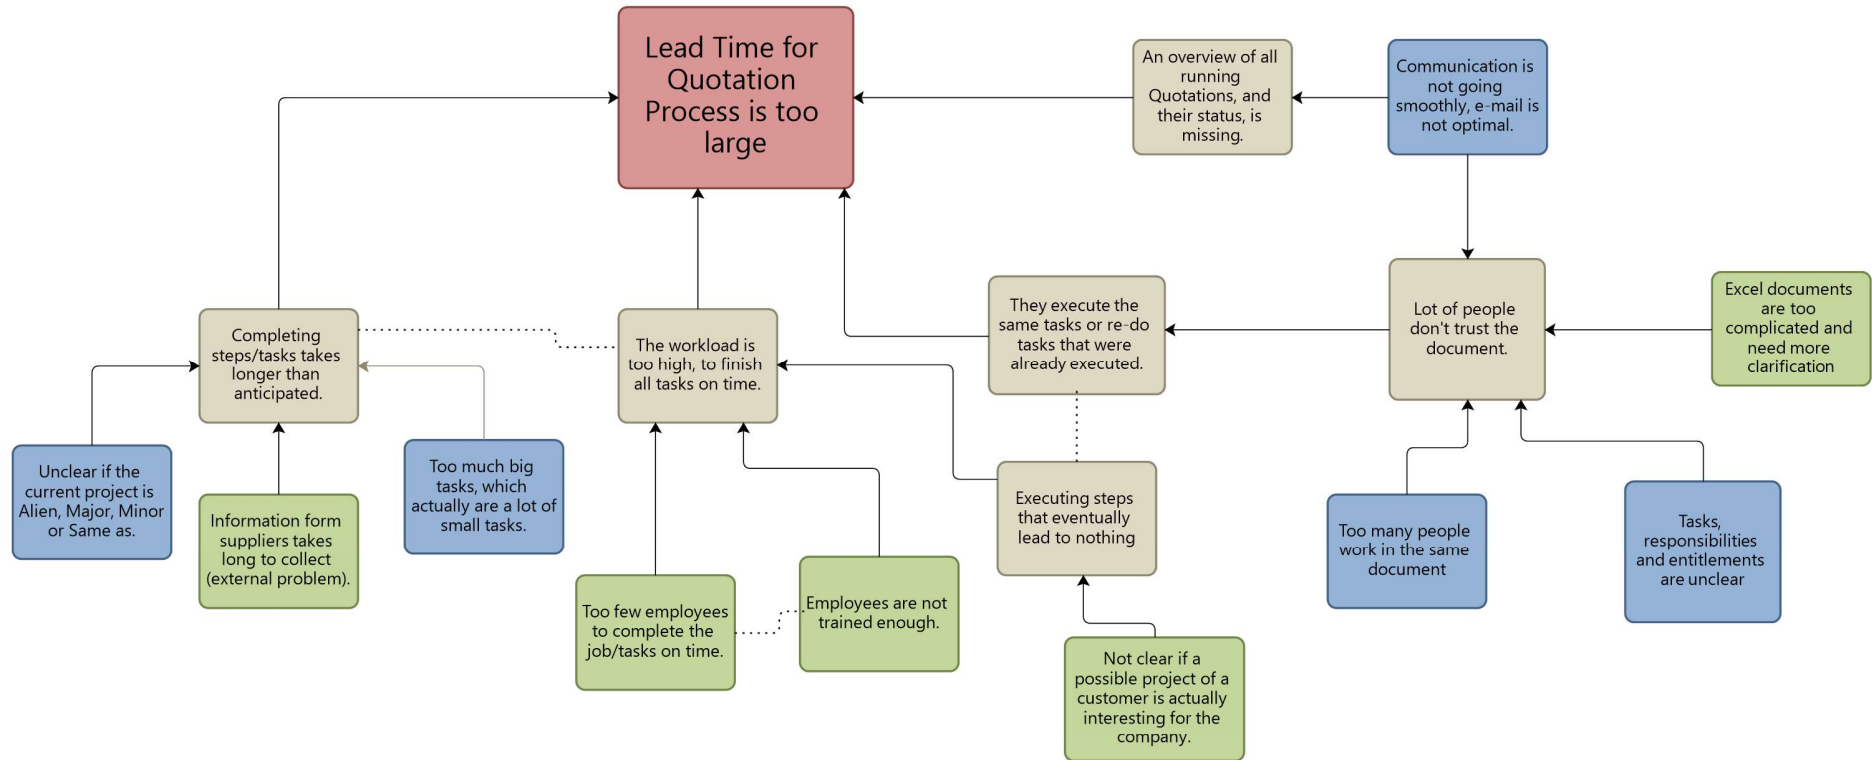 Lead Time for
Quotation
Process is too
large
An overview of all
running
Quotations, and
their status, is
missing.
Communication is
not going
smoothly, e-mail is
not optimal.
Completing
steps/tasks takes
longer than
anticipated.
The workload is
too high, to finish
all tasks on time.
They execute the
same tasks or re-do
tasks that were
already executed.
Lot of people
don't trust the
document.
Excel documents
are too
complicated and
need more
clarification
Unclear if the
current project is
Alien, Major, Minor
or Same as.
Information form
suppliers takes
long to collect
(external problem).
Too much big
tasks, which
actually are a lot of
small tasks.
Too few employees
to complete the
job/tasks on time.
Employees are not
trained enough.
Executing steps
that eventually
lead to nothing
Not clear if a
possible project of a
customer is actually
interesting for the
company.
Too many people
work in the same
document
Tasks,
responsibilities
and entitlements
are unclear